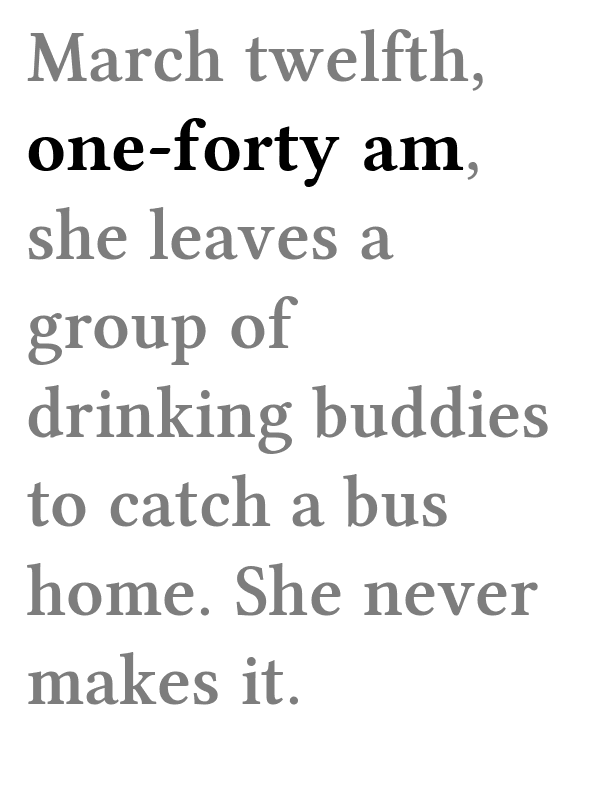 March twelfth,
one-forty am,
she leaves a
group of
drinking buddies
to catch a bus
home. She never
makes it.